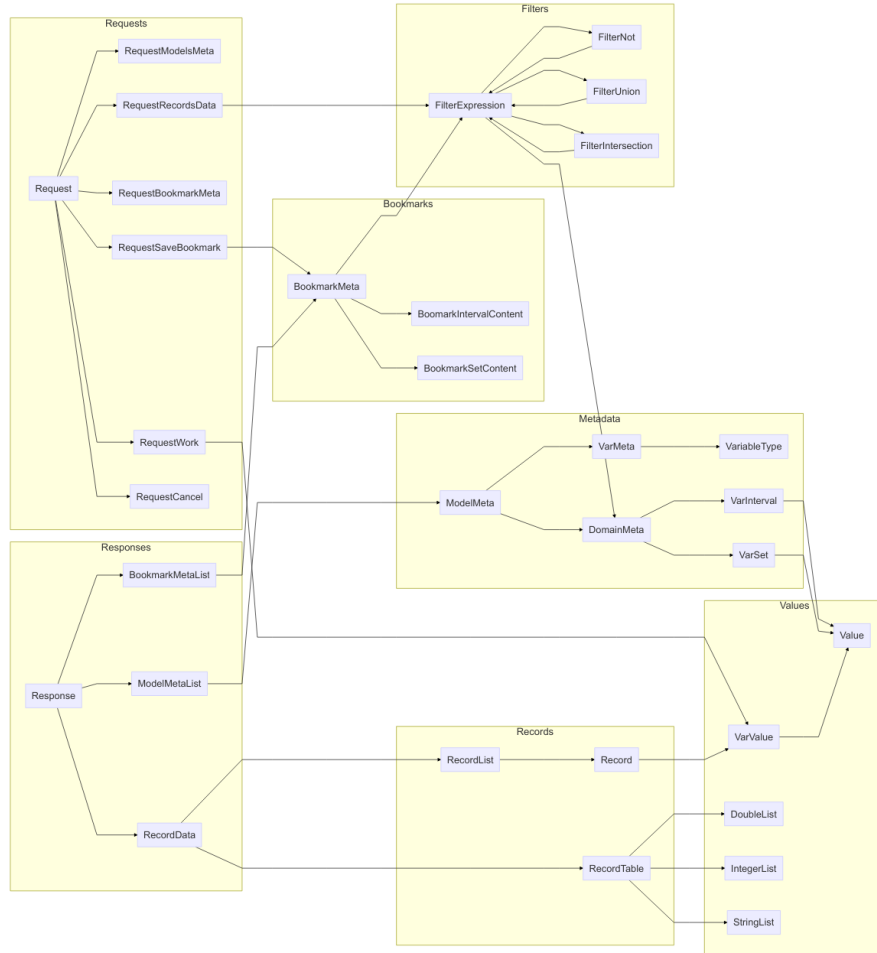 Requests
RequestModelsMeta
RequestRecordsData
Request
RequestBookmarkMeta
RequestSaveBookmark
RequestWork
RequestCancel
Filters
FilterNot
FilterExpression
FilterUnion
FilterIntersection
Bookmarks
BookmarkMeta
BoomarkIntervalContent
BookmarkSetContent
Metadata
VarMeta
VariableType
ModelMeta
VarInterval
DomainMeta
VarSet
Responses
BookmarkMetaList
ModelMetaList
Response
RecordData
Records
RecordList
Record
RecordTable
Values
Value
VarValue
DoubleList
IntegerList
StringList